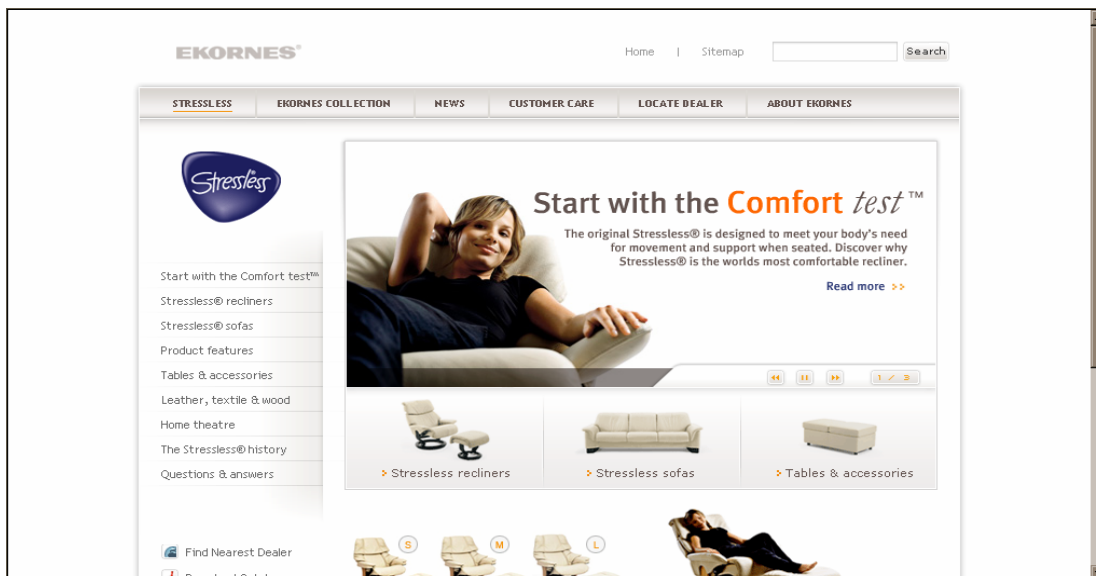 EKORNES®
Home | Sitemap
Search
STRESSLESS
EKORNES COLLECTION
NEWS
CUSTOMER CARE
LOCATE DEALER
ABOUT EKORNES
Stressless
Start with the Comfort test™
The original Stressless® is designed to meet your body's need
for movement and support when seated. Discover why
Stressless® is the worlds most comfortable recliner.
Read more >>
1 / 3
Start with the Comfort test™
Stressless® recliners
Stressless® sofas
Product features
Tables & accessories
Leather, textile & wood
Home theatre
The Stressless® history
Questions & answers
> Stressless recliners
> Stressless sofas
> Tables & accessories
Find Nearest Dealer
S
M
L